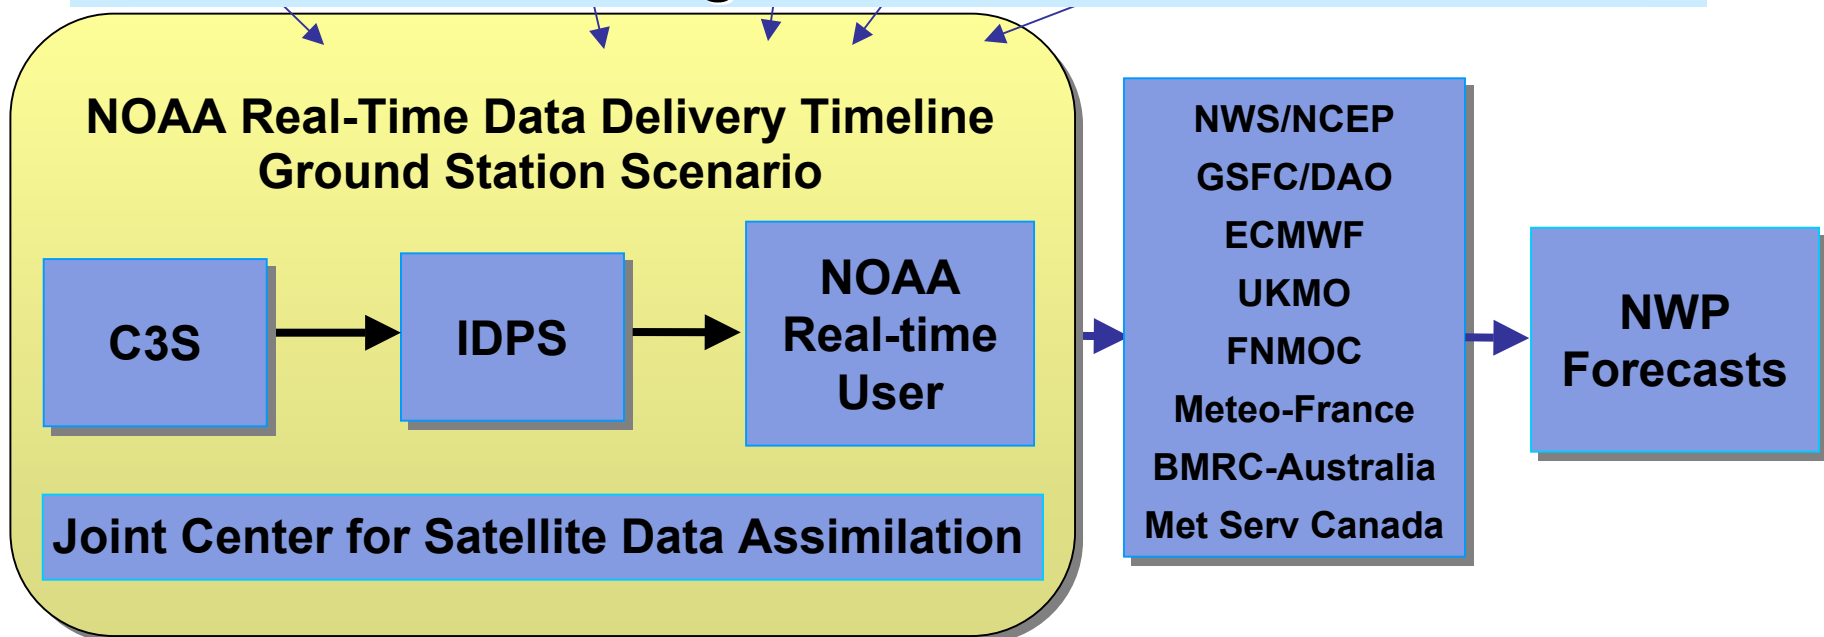 NOAA Real-Time Data Delivery Timeline
Ground Station Scenario
C3S
IDPS
NOAA
Real-time
User
Joint Center for Satellite Data Assimilation
NWS/NCEP
GSFC/DAO
ECMWF
UKMO
FNMOC
Meteo-France
BMRC-Australia
Met Serv Canada
NWP
Forecasts